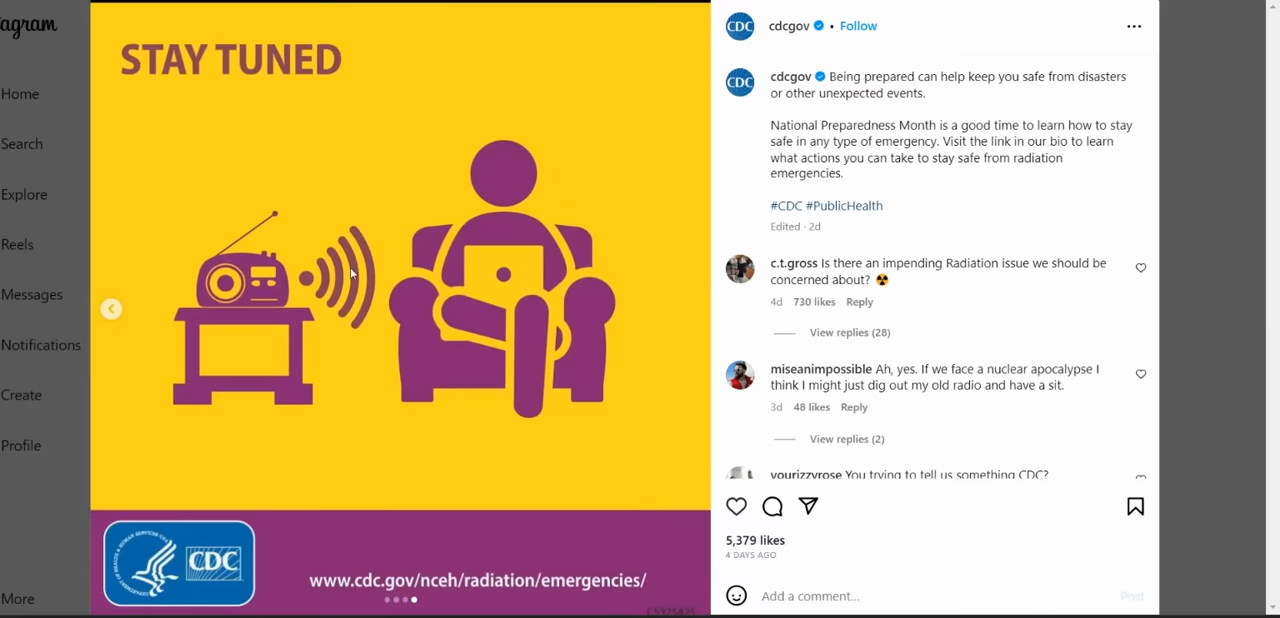 agram
Home
Search
Explore
Reels
Messages
Notifications
Create
Profile
More
STAY TUNED
CDC
www.cdc.gov/nceh/radiation/emergencies/
CDC
cdcgov • Follow
CDC
cdcgov Being prepared can help keep you safe from disasters
or other unexpected events.
National Preparedness Month is a good time to learn how to stay
safe in any type of emergency. Visit the link in our bio to learn
what actions you can take to stay safe from radiation
emergencies.
#CDC #PublicHealth
Edited · 2d
c.t.gross Is there an impending Radiation issue we should be
concerned about? ☢️
4d 730 likes Reply
View replies (28)
miseanimpossible Ah, yes. If we face a nuclear apocalypse I
think I might just dig out my old radio and have a sit.
3d 48 likes Reply
View replies (2)
yourizzyrose You trying to tell us something CDC?
5,379 likes
4 DAYS AGO
Add a comment...
Post